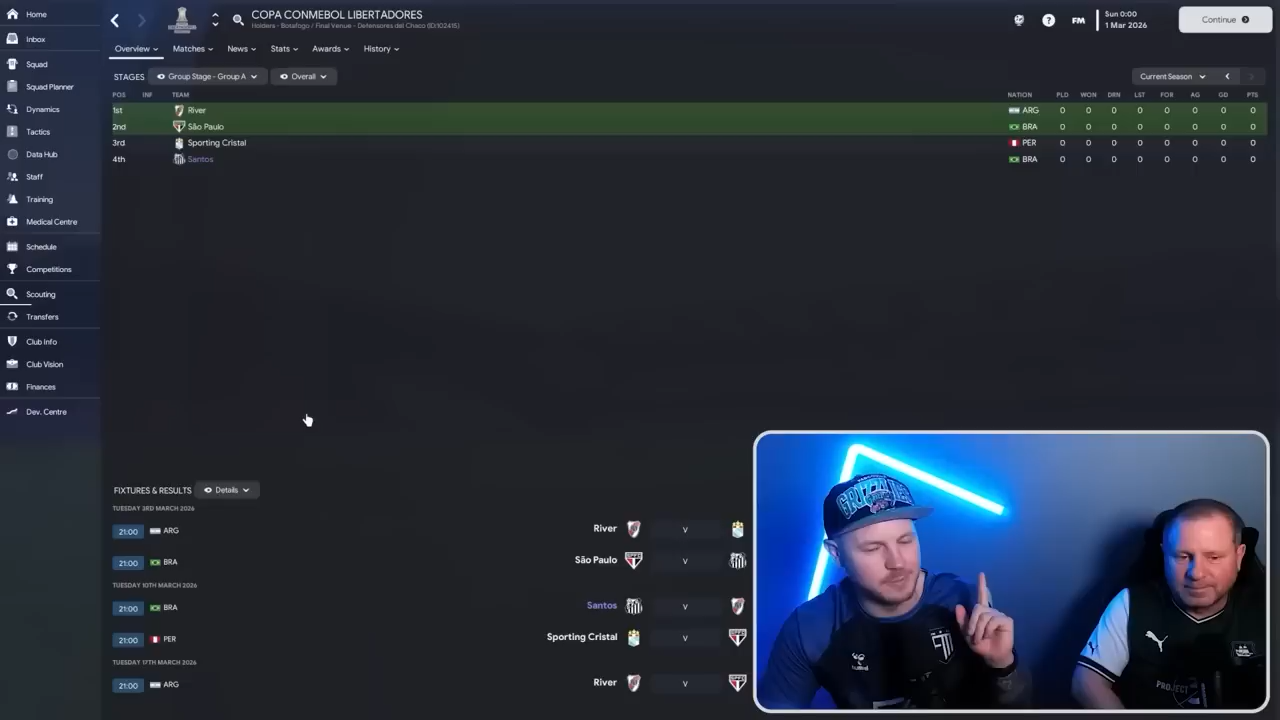 Home
Inbox
Squad
Squad Planner
Dynamics
Tactics
Data Hub
Staff
Training
Medical Centre
Schedule
Competitions
Scouting
Transfers
Club Info
Club Vision
Finances
Dev. Centre
COPA CONMEBOL LIBERTADORES
Holders - Botafogo / Final Venue - Defensores del Chaco (ID:102415)
FM
Sun 0:00
1 Mar 2026
Continue
Overview Matches News Stats Awards History
STAGES Group Stage - Group A Overall Current Season
POS INF TEAM NATION PLD WON DRN LST FOR AG GD PTS
1st River ARG 0 0 0 0 0 0 0 0
2nd São Paulo BRA 0 0 0 0 0 0 0 0
3rd Sporting Cristal PER 0 0 0 0 0 0 0 0
4th Santos BRA 0 0 0 0 0 0 0 0
FIXTURES & RESULTS Details
TUESDAY 3RD MARCH 2026
21:00 ARG River v
21:00 BRA São Paulo v
TUESDAY 10TH MARCH 2026
21:00 BRA Santos v
21:00 PER Sporting Cristal v
TUESDAY 17TH MARCH 2026
21:00 ARG River v
GRIZZ
PROJECT